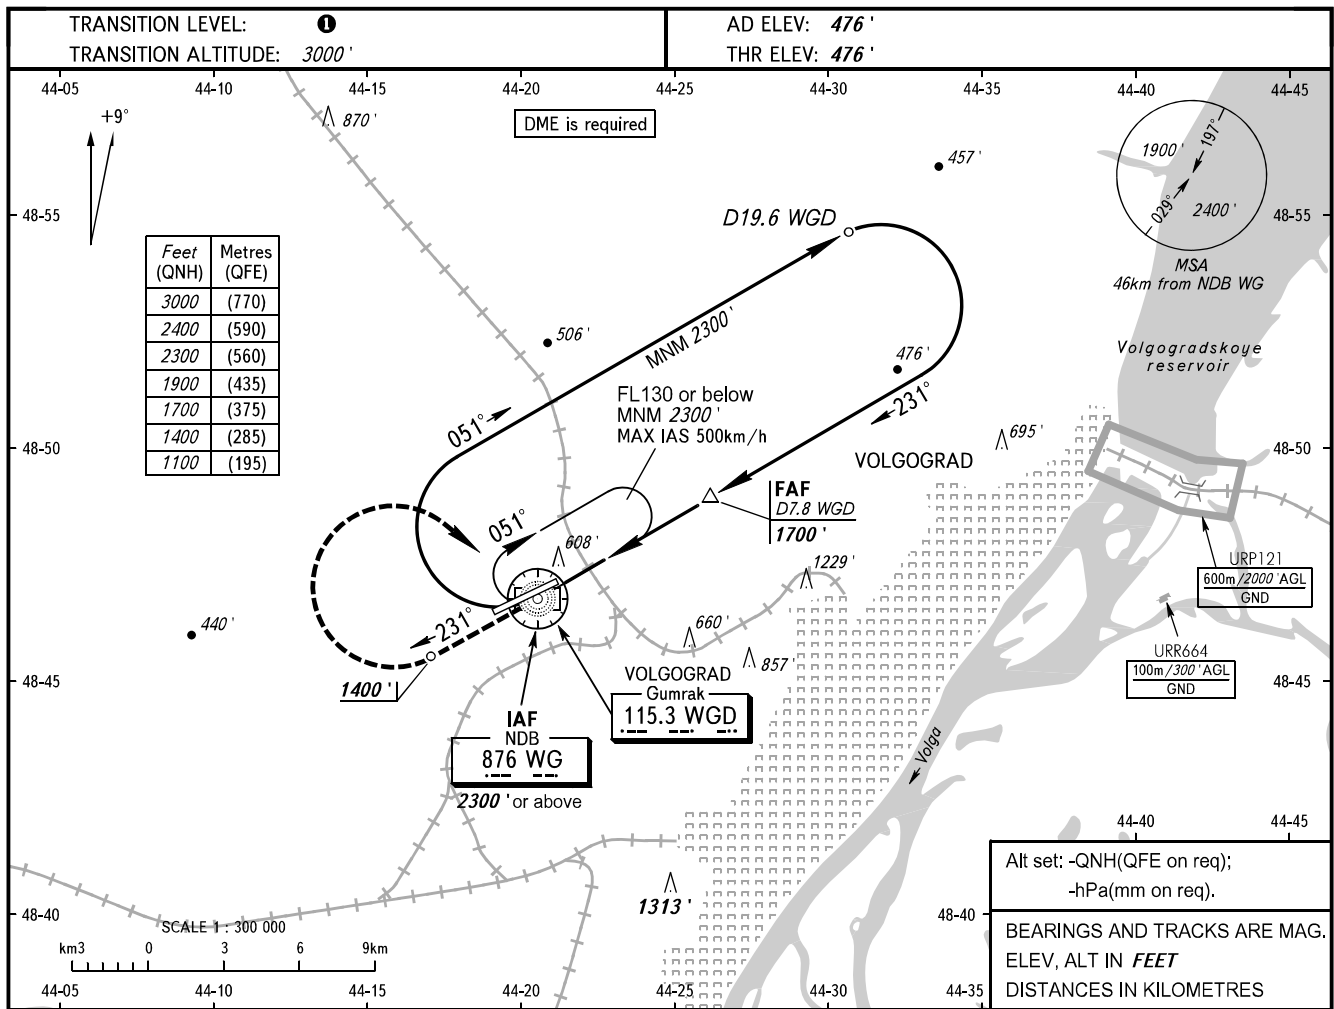 TRANSITION LEVEL: 1
TRANSITION ALTITUDE: 3000 '
AD ELEV: 476 '
THR ELEV: 476 '
44-05 44-10 44-15 44-20 44-25 44-30 44-35 44-40 44-45
+9°
870 '
DME is required
457 '
1900 '
197°
029°
2400 '
MSA
46km from NDB WG
48-55
48-55
D19.6 WGD
Feet (QNH) Metres (QFE)
3000 (770)
2400 (590)
2300 (560)
1900 (435)
1700 (375)
1400 (285)
1100 (195)
506 '
MNM 2300 '
476 '
Volgogradskoye
reservoir
FL130 or below
MNM 2300 '
MAX IAS 500km/h
051°
231°
695 '
48-50
48-50
VOLGOGRAD
FAF
D7.8 WGD
1700 '
051°
608 '
1229 '
URP121
600m/2000 'AGL
GND
440 '
231°
660 '
857 '
URR664
100m/300 'AGL
GND
48-45
48-45
1400 '
VOLGOGRAD
Gumrak
115.3 WGD
IAF
NDB
876 WG
2300 ' or above
Volga
44-40 44-45
1313 '
48-40
48-40
Alt set: -QNH(QFE on req);
-hPa(mm on req).
SCALE 1 : 300 000
km3 0 3 6 9km
BEARINGS AND TRACKS ARE MAG.
ELEV, ALT IN FEET
DISTANCES IN KILOMETRES
44-05 44-10 44-15 44-20 44-25 44-30 44-35